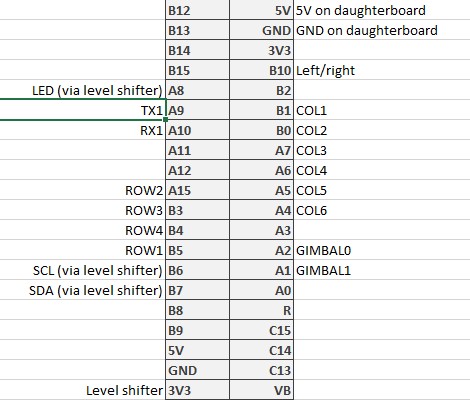 B12 5V 5V on daughterboard
B13 GND GND on daughterboard
B14 3V3
B15 B10 Left/right
LED (via level shifter) A8 B2
TX1 A9 B1 COL1
RX1 A10 B0 COL2
A11 A7 COL3
A12 A6 COL4
ROW2 A15 A5 COL5
ROW3 B3 A4 COL6
ROW4 B4 A3
ROW1 B5 A2 GIMBAL0
SCL (via level shifter) B6 A1 GIMBAL1
SDA (via level shifter) B7 A0
B8 R
B9 C15
5V C14
GND C13
Level shifter 3V3 VB